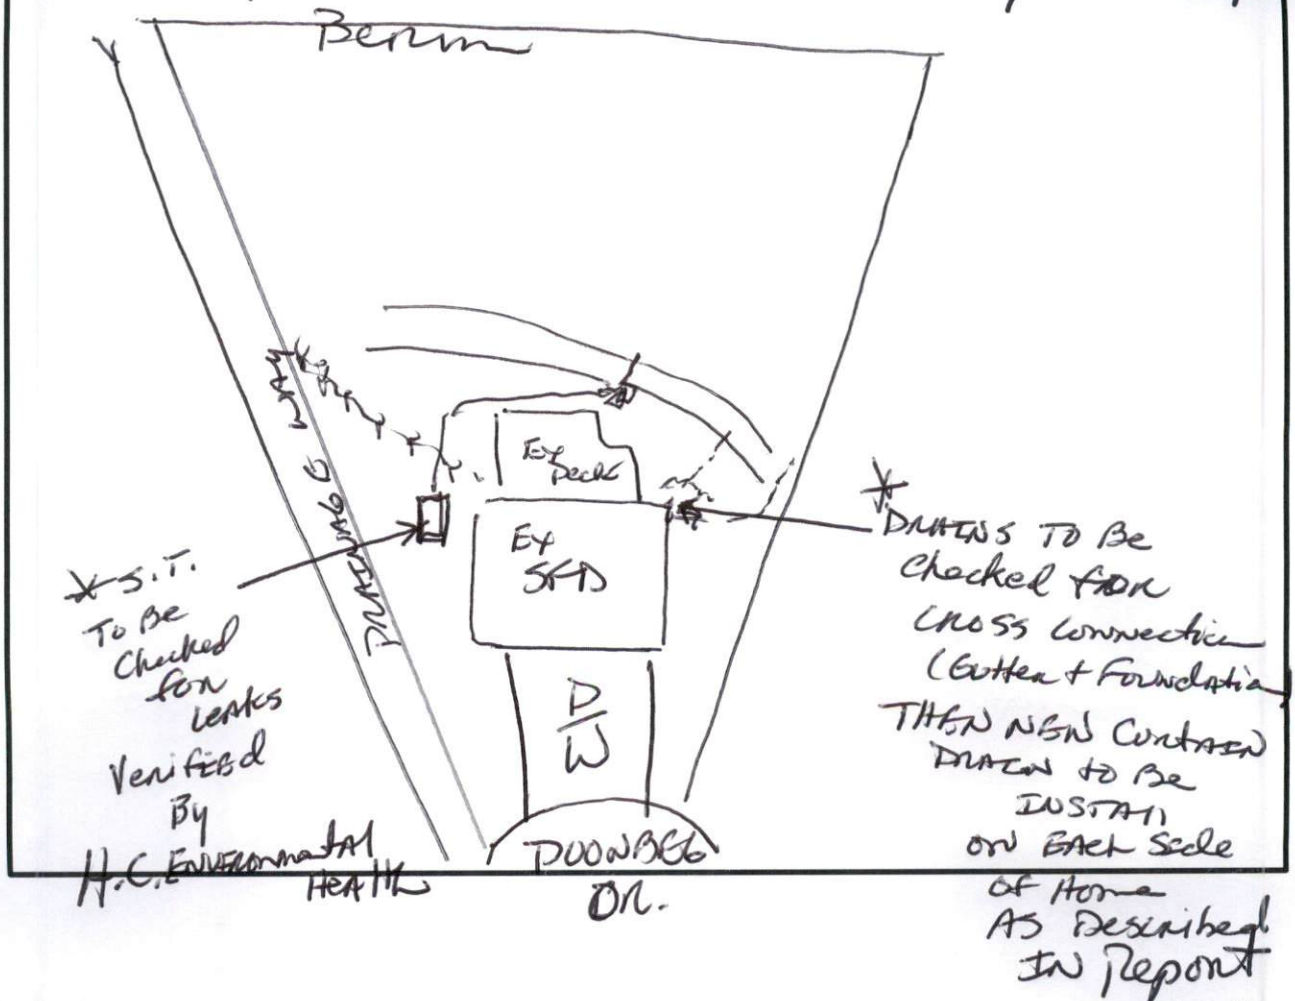 Berm
Ex
Deck
Ex
SFD
D/W
DRAINAGE
DOONBEG
DR.
* S.T.
To Be
Checked
for
Leaks
Verified
By
H.C. Environmental
Health
*
DRAINS TO Be
Checked for
CROSS Connection
(Gutter + Foundation
THEN NEW Curtain
DRAIN to Be
INSTALL
ON EACH Side
OF Home
AS Described
IN Report